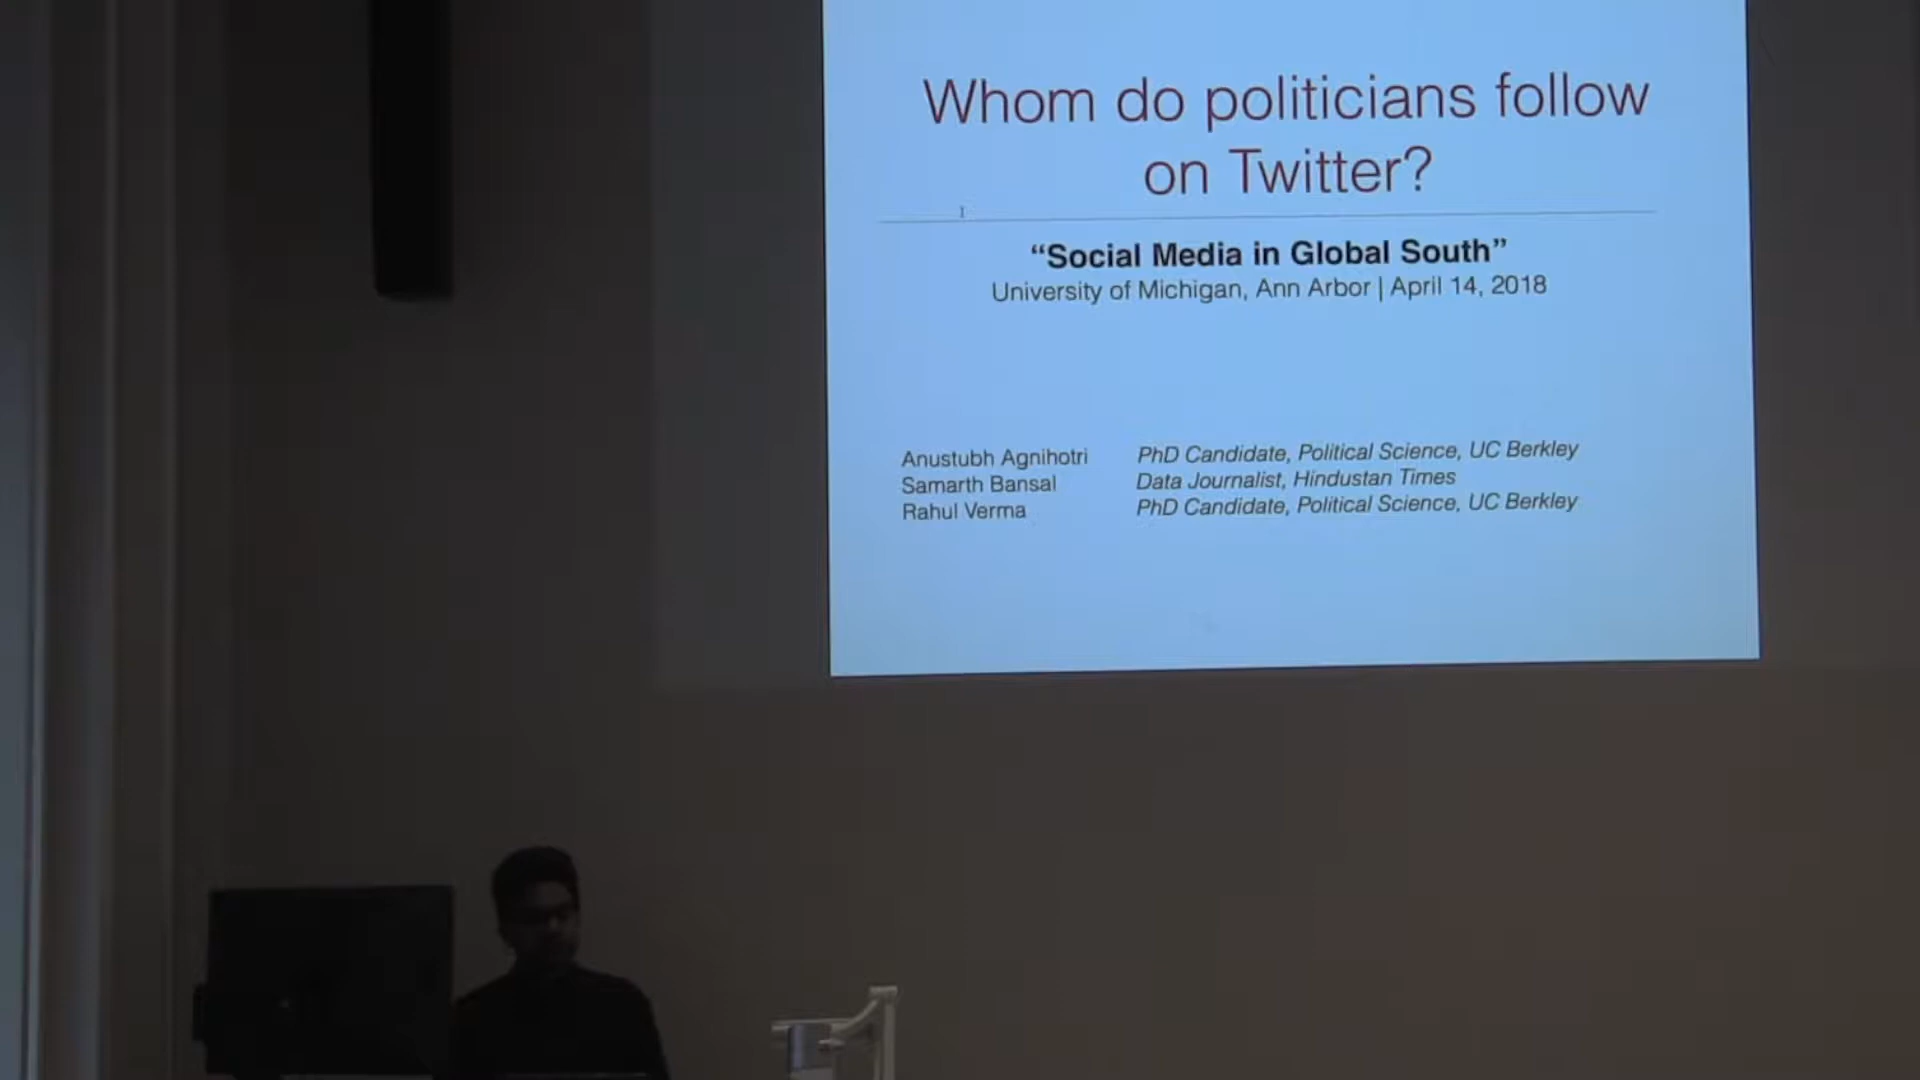 Whom do politicians follow
on Twitter?
“Social Media in Global South”
University of Michigan, Ann Arbor | April 14, 2018
Anustubh Agnihotri PhD Candidate, Political Science, UC Berkley
Samarth Bansal Data Journalist, Hindustan Times
Rahul Verma PhD Candidate, Political Science, UC Berkley